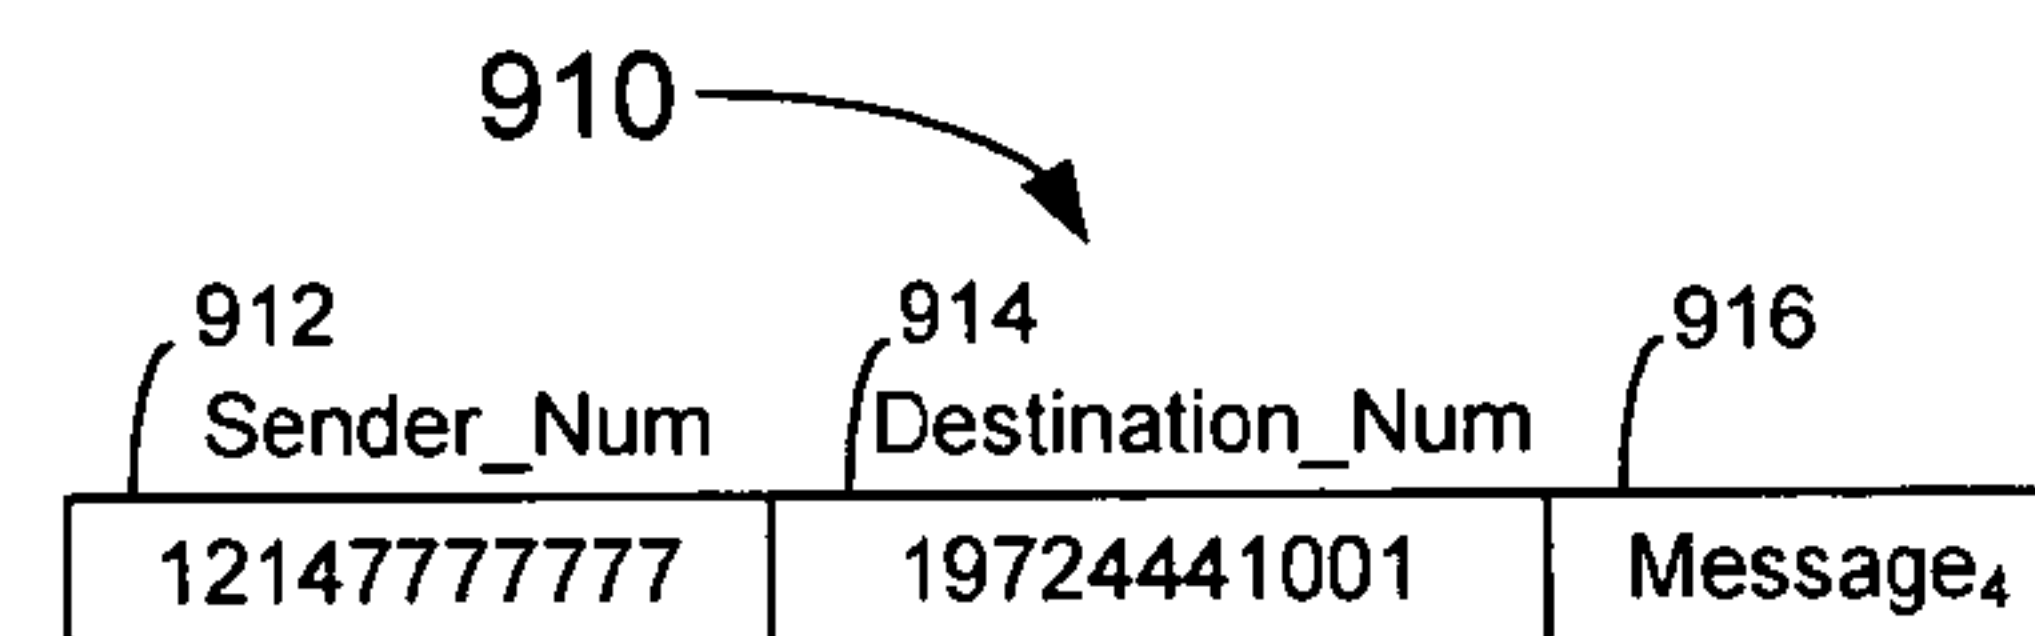 910
912 914 916
Sender_Num Destination_Num
12147777777 19724441001 Message₄